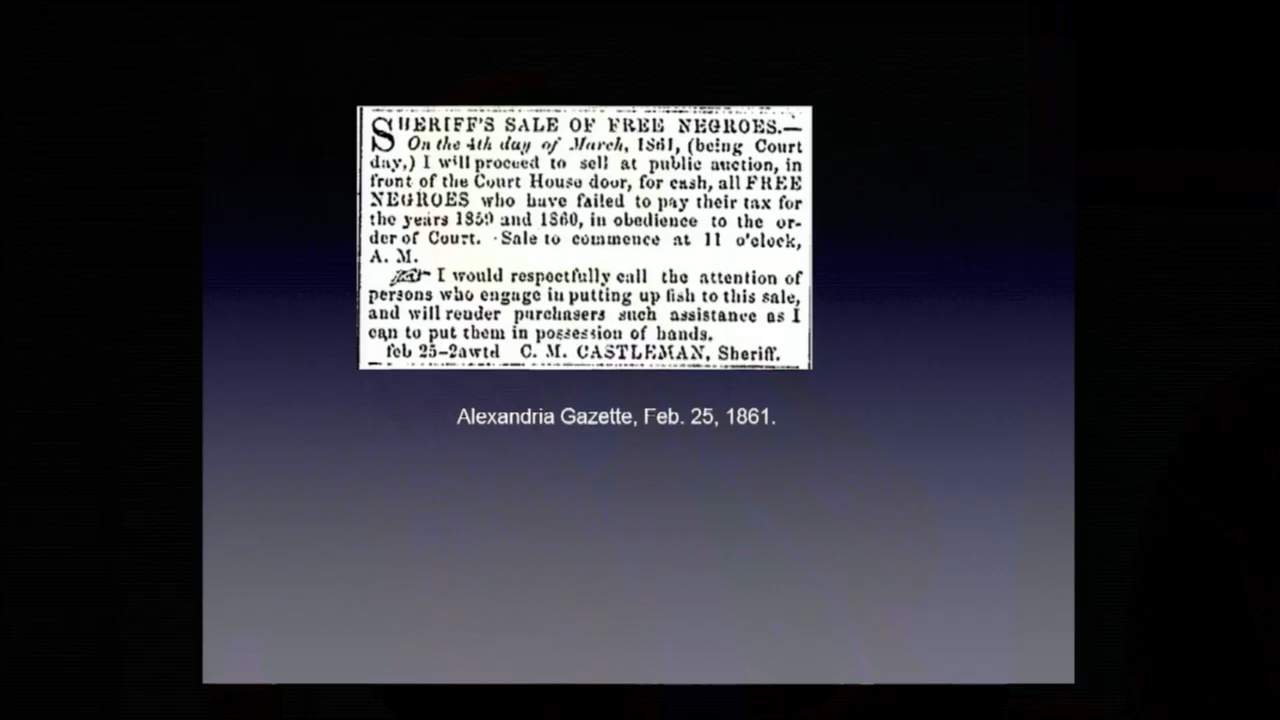 SHERIFF'S SALE OF FREE NEGROES.—
On the 4th day of March, 1861, (being Court
day,) I will proceed to sell at public auction, in
front of the Court House door, for cash, all FREE
NEGROES who have failed to pay their tax for
the years 1859 and 1860, in obedience to the or-
der of Court. Sale to commence at 11 o'clock,
A. M.
I would respectfully call the attention of
persons who engage in putting up fish to this sale,
and will render purchasers such assistance as I
can to put them in possession of hands.
feb 25-2awtd C. M. CASTLEMAN, Sheriff.
Alexandria Gazette, Feb. 25, 1861.